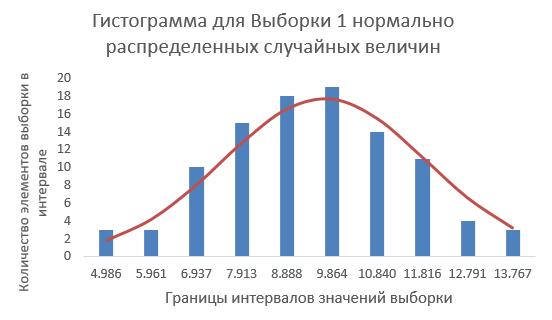 Гистограмма для Выборки 1 нормально
распределенных случайных величин
Количество элементов выборки в
интервале
20
18
16
14
12
10
8
6
4
2
0
4.986 5.961 6.937 7.913 8.888 9.864 10.840 11.816 12.791 13.767
Границы интервалов значений выборки